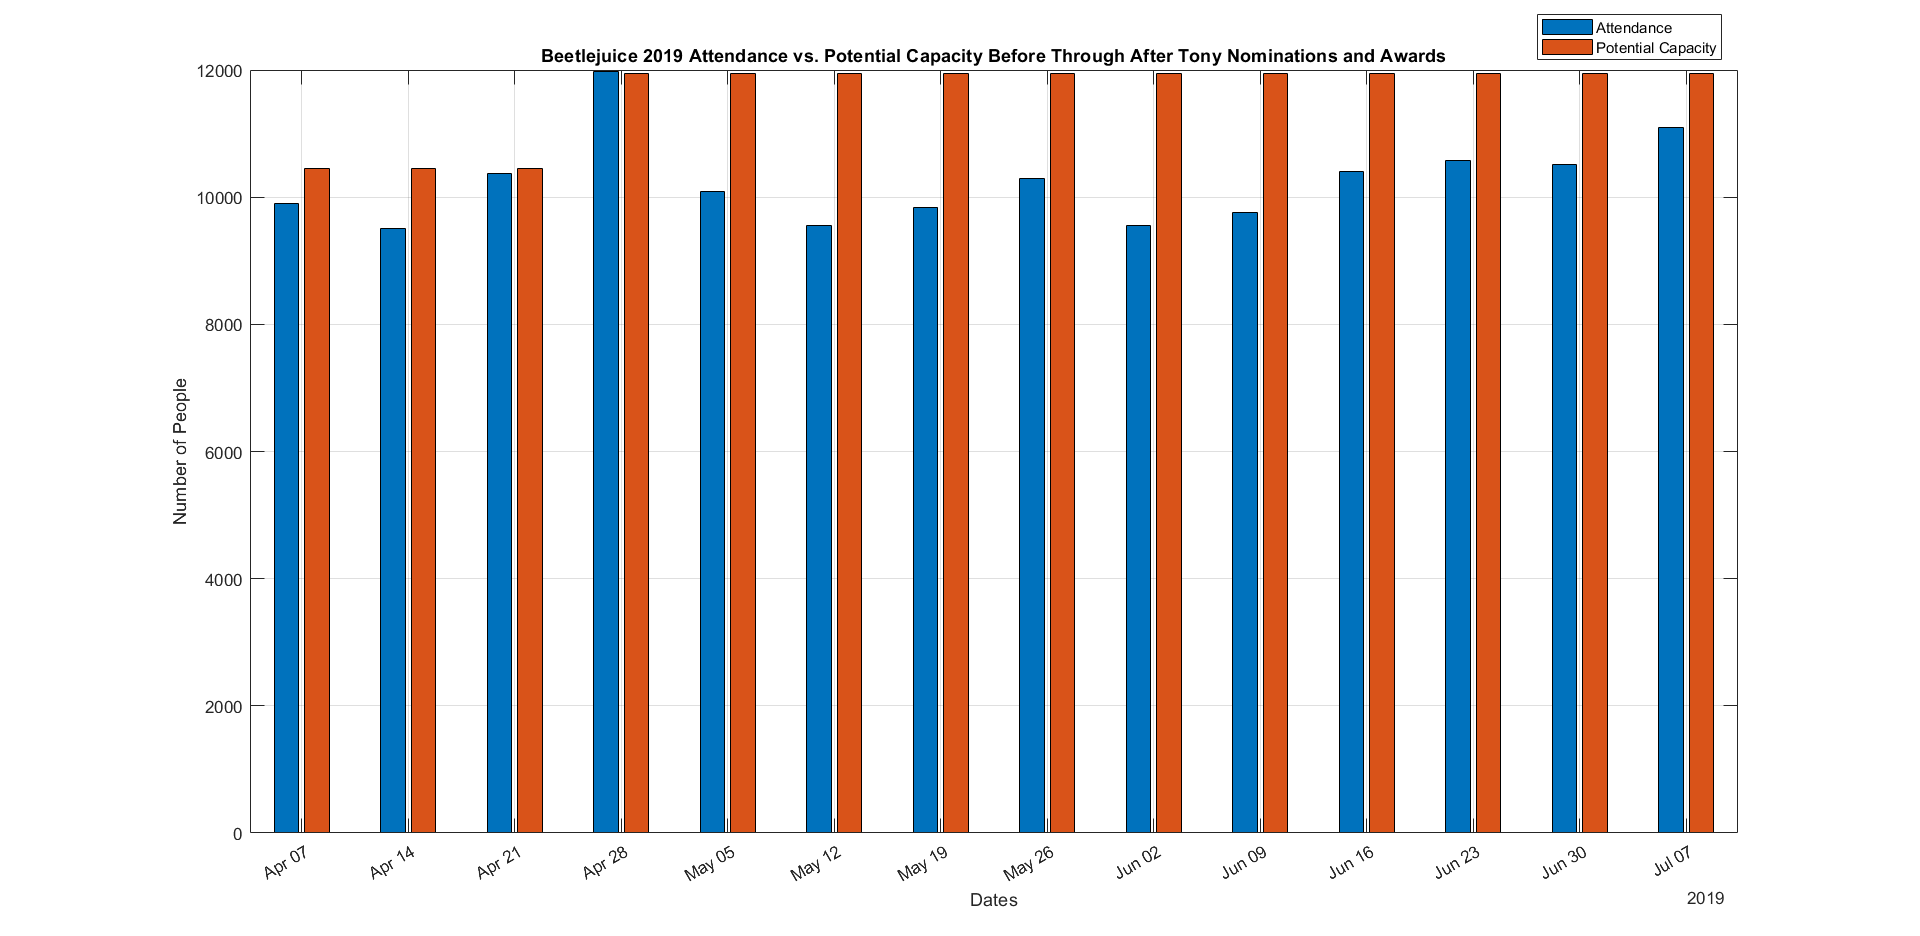 Attendance
Potential Capacity
Beetlejuice 2019 Attendance vs. Potential Capacity Before Through After Tony Nominations and Awards
12000
10000
8000
6000
4000
2000
0
Number of People
Apr 07
Apr 14
Apr 21
Apr 28
May 05
May 12
May 19
May 26
Jun 02
Jun 09
Jun 16
Jun 23
Jun 30
Jul 07
Dates
2019